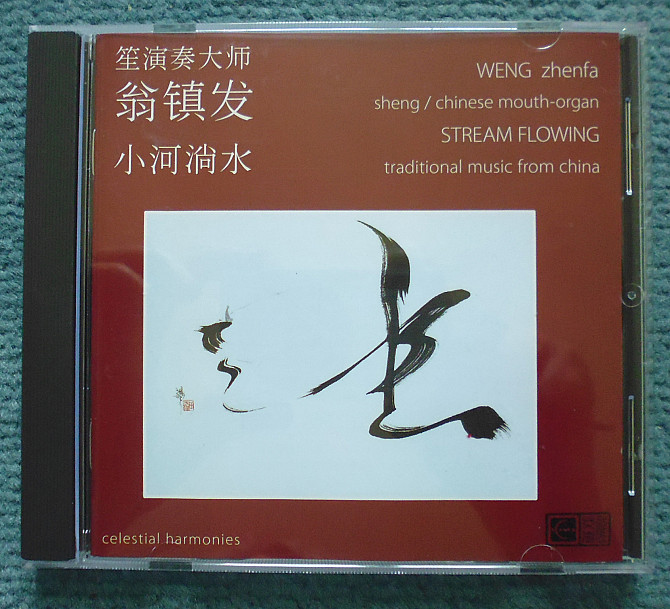 笙演奏大师
翁镇发
小河淌水
WENG zhenfa
sheng / chinese mouth-organ
STREAM FLOWING
traditional music from china
celestial harmonies